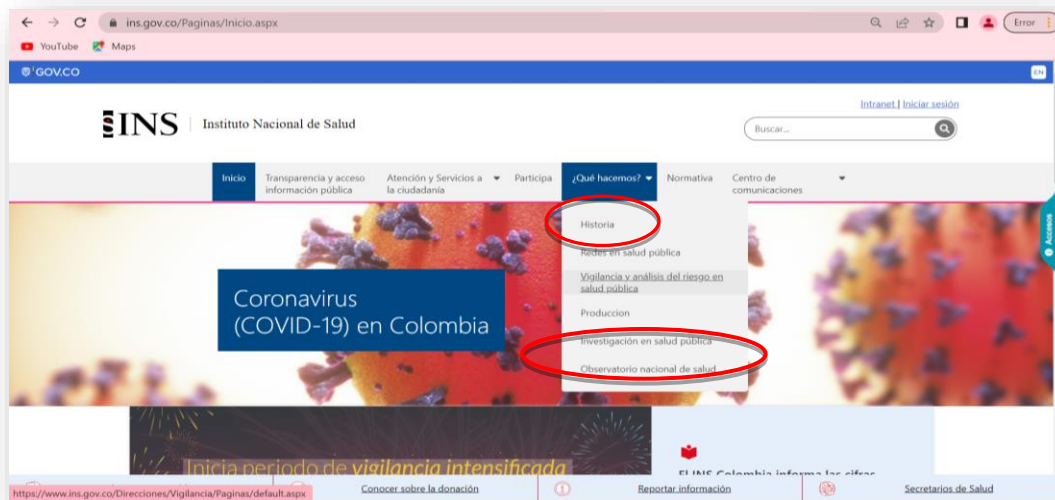 ins.gov.co/Paginas/Inicio.aspx
Error
YouTube
Maps
GOV.CO
EN
Intranet | Iniciar sesión
INS
Instituto Nacional de Salud
Buscar...
Inicio
Transparencia y acceso
información pública
Atención y Servicios a
la ciudadanía
Participa
¿Qué hacemos?
Normativa
Centro de
comunicaciones
Historia
Redes en salud pública
Vigilancia y análisis del riesgo en
salud pública
Produccion
Investigación en salud pública
Observatorio nacional de salud
Accesos
Coronavirus
(COVID-19) en Colombia
Inicia periodo de vigilancia intensificada
El INS Colombia informa las cifras
https://www.ins.gov.co/Direcciones/Vigilancia/Paginas/default.aspx
Conocer sobre la donación
Reportar información
Secretarios de Salud